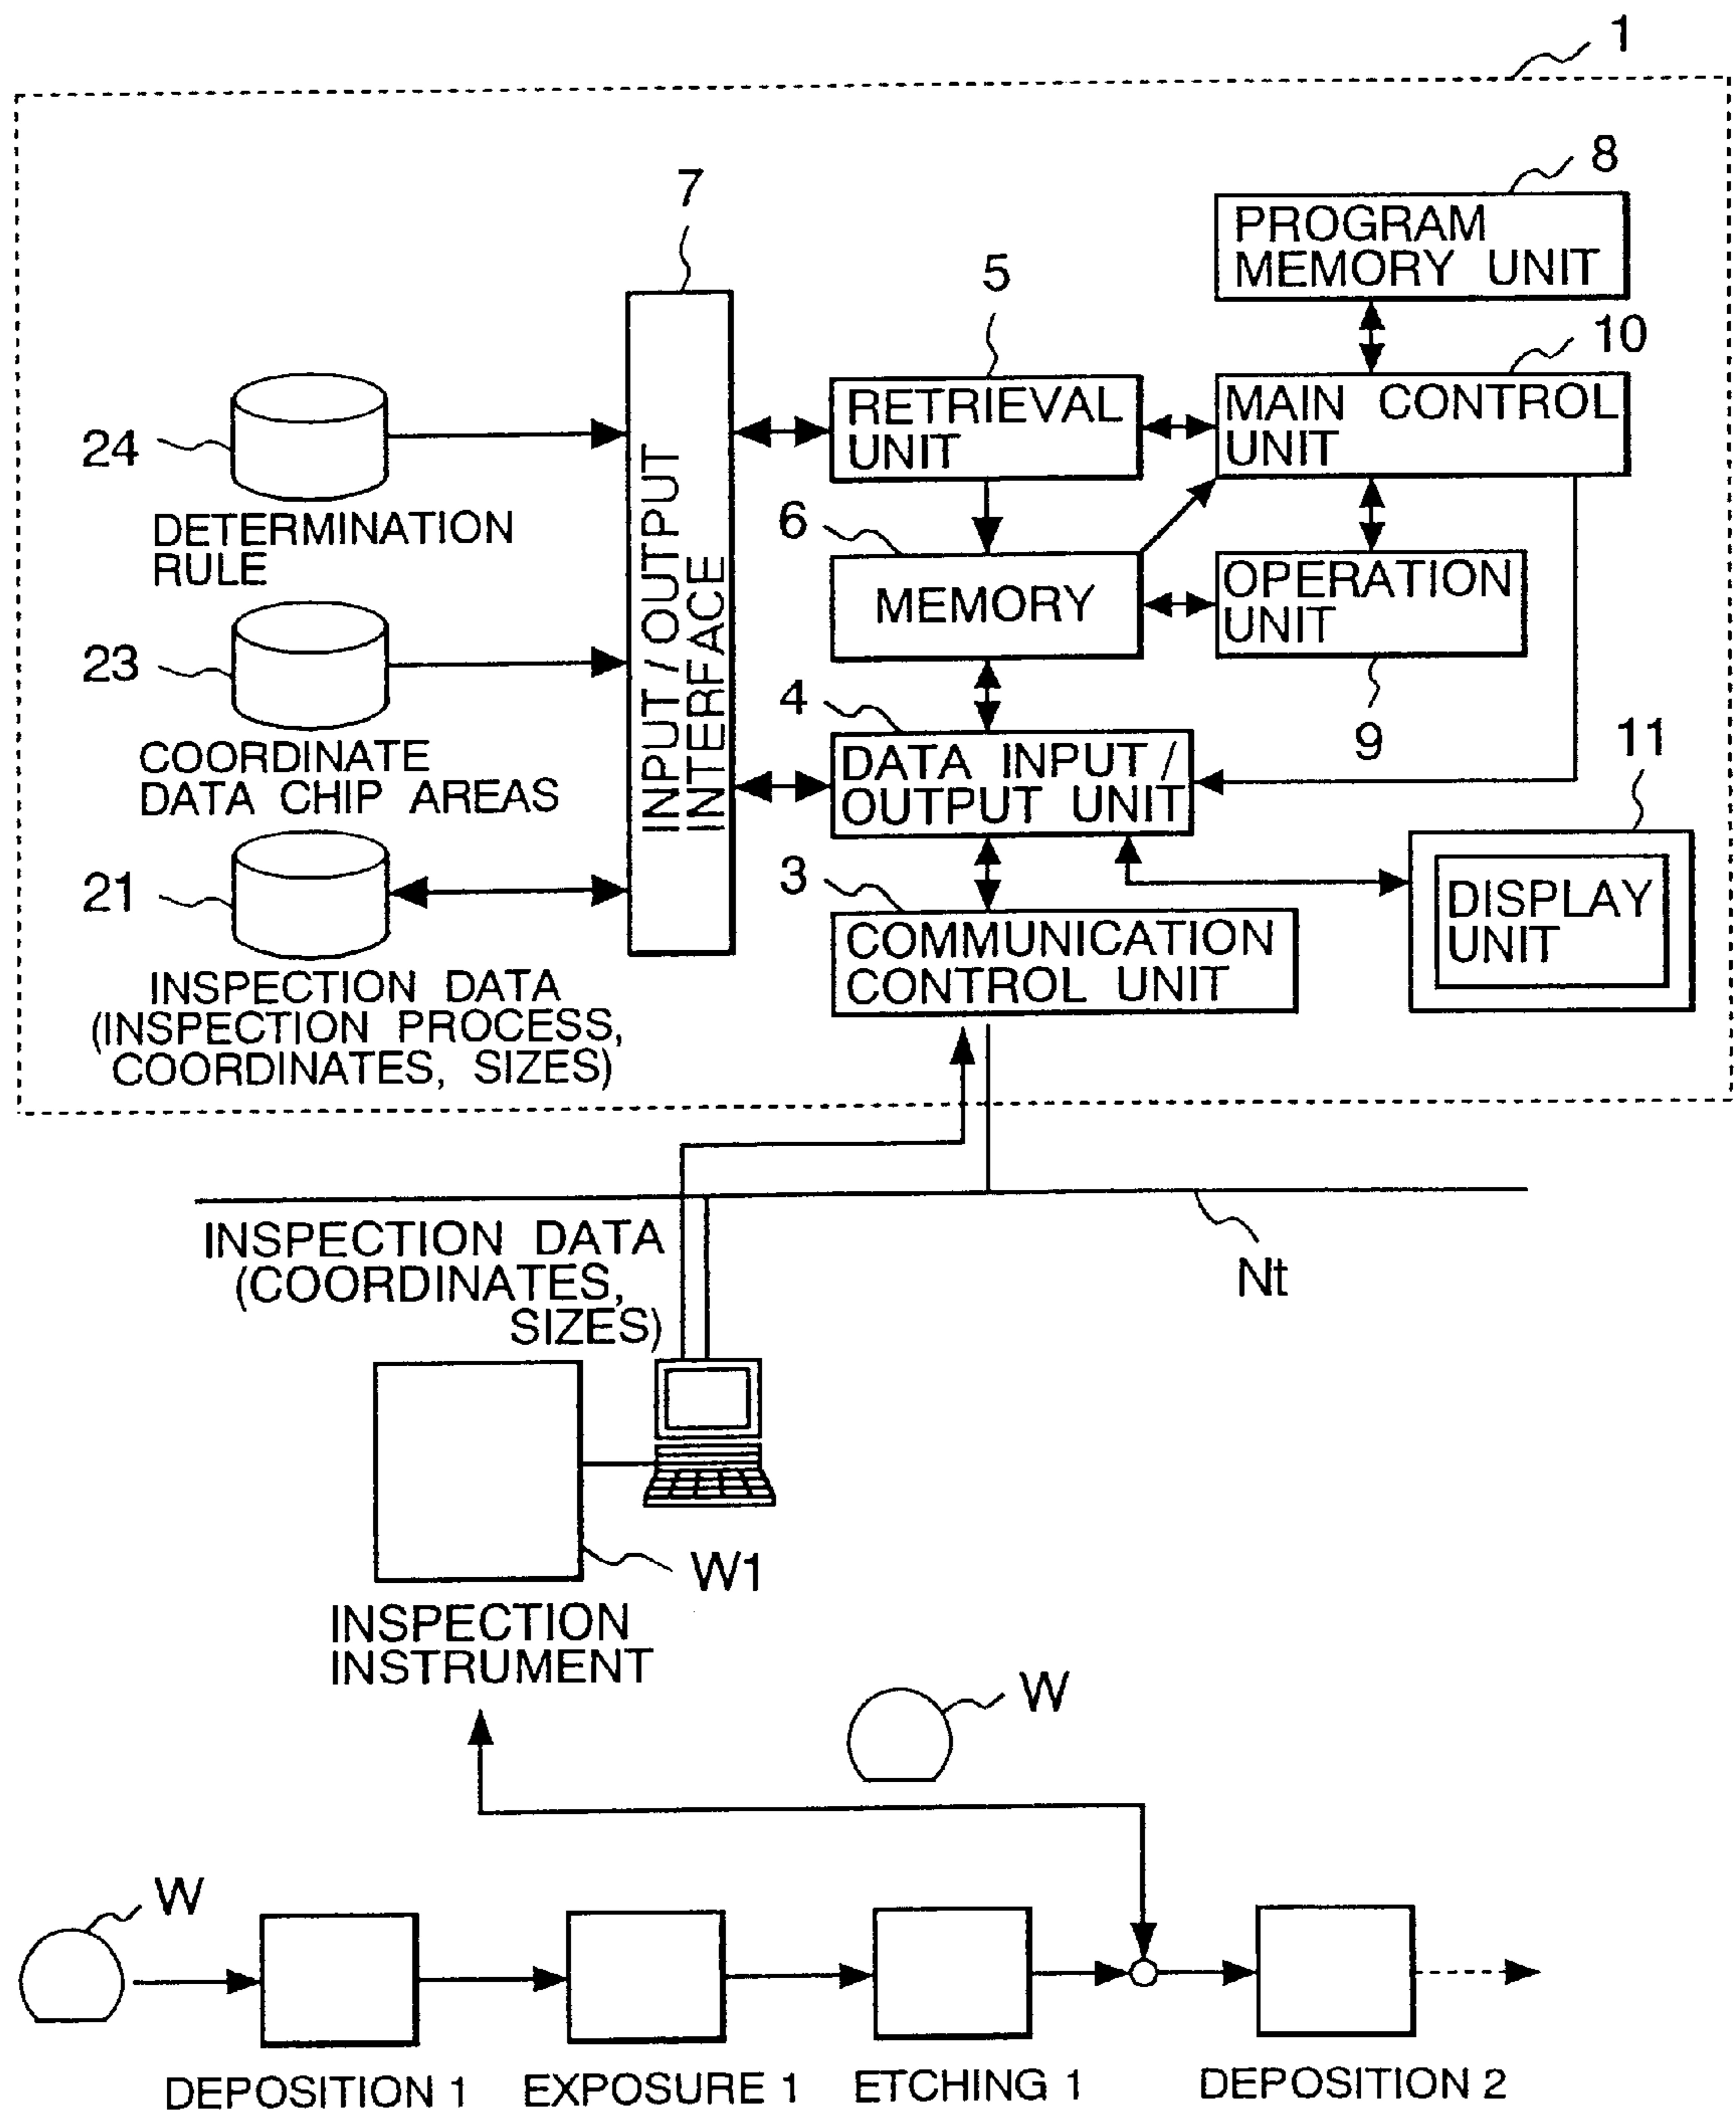 1
8
PROGRAM
MEMORY UNIT
7
5
10
RETRIEVAL
UNIT
MAIN CONTROL
UNIT
24
DETERMINATION
RULE
INPUT/OUTPUT
INTERFACE
6
MEMORY
OPERATION
UNIT
23
COORDINATE
DATA CHIP AREAS
4
9
11
DATA INPUT/
OUTPUT UNIT
21
3
DISPLAY
UNIT
COMMUNICATION
CONTROL UNIT
INSPECTION DATA
(INSPECTION PROCESS,
COORDINATES, SIZES)
INSPECTION DATA
(COORDINATES,
SIZES)
Nt
W1
INSPECTION
INSTRUMENT
W
W
DEPOSITION 1
EXPOSURE 1
ETCHING 1
DEPOSITION 2